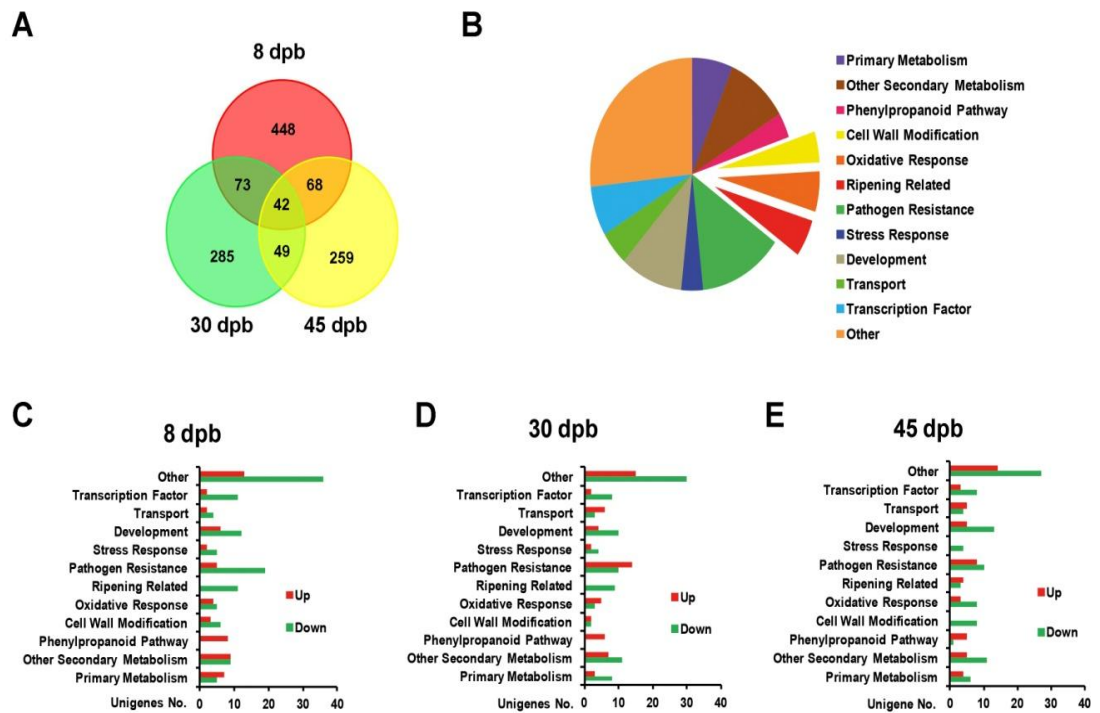 A
8 dpb
448
73
68
42
285
49
259
30 dpb
45 dpb
B
Primary Metabolism
Other Secondary Metabolism
Phenylpropanoid Pathway
Cell Wall Modification
Oxidative Response
Ripening Related
Pathogen Resistance
Stress Response
Development
Transport
Transcription Factor
Other
C
8 dpb
Other
Transcription Factor
Transport
Development
Stress Response
Pathogen Resistance
Ripening Related
Oxidative Response
Cell Wall Modification
Phenylpropanoid Pathway
Other Secondary Metabolism
Primary Metabolism
Up
Down
Unigenes No. 0 10 20 30 40
D
30 dpb
Other
Transcription Factor
Transport
Development
Stress Response
Pathogen Resistance
Ripening Related
Oxidative Response
Cell Wall Modification
Phenylpropanoid Pathway
Other Secondary Metabolism
Primary Metabolism
Up
Down
Unigenes No. 0 10 20 30 40
E
45 dpb
Other
Transcription Factor
Transport
Development
Stress Response
Pathogen Resistance
Ripening Related
Oxidative Response
Cell Wall Modification
Phenylpropanoid Pathway
Other Secondary Metabolism
Primary Metabolism
Up
Down
Unigene No. 0 10 20 30 40